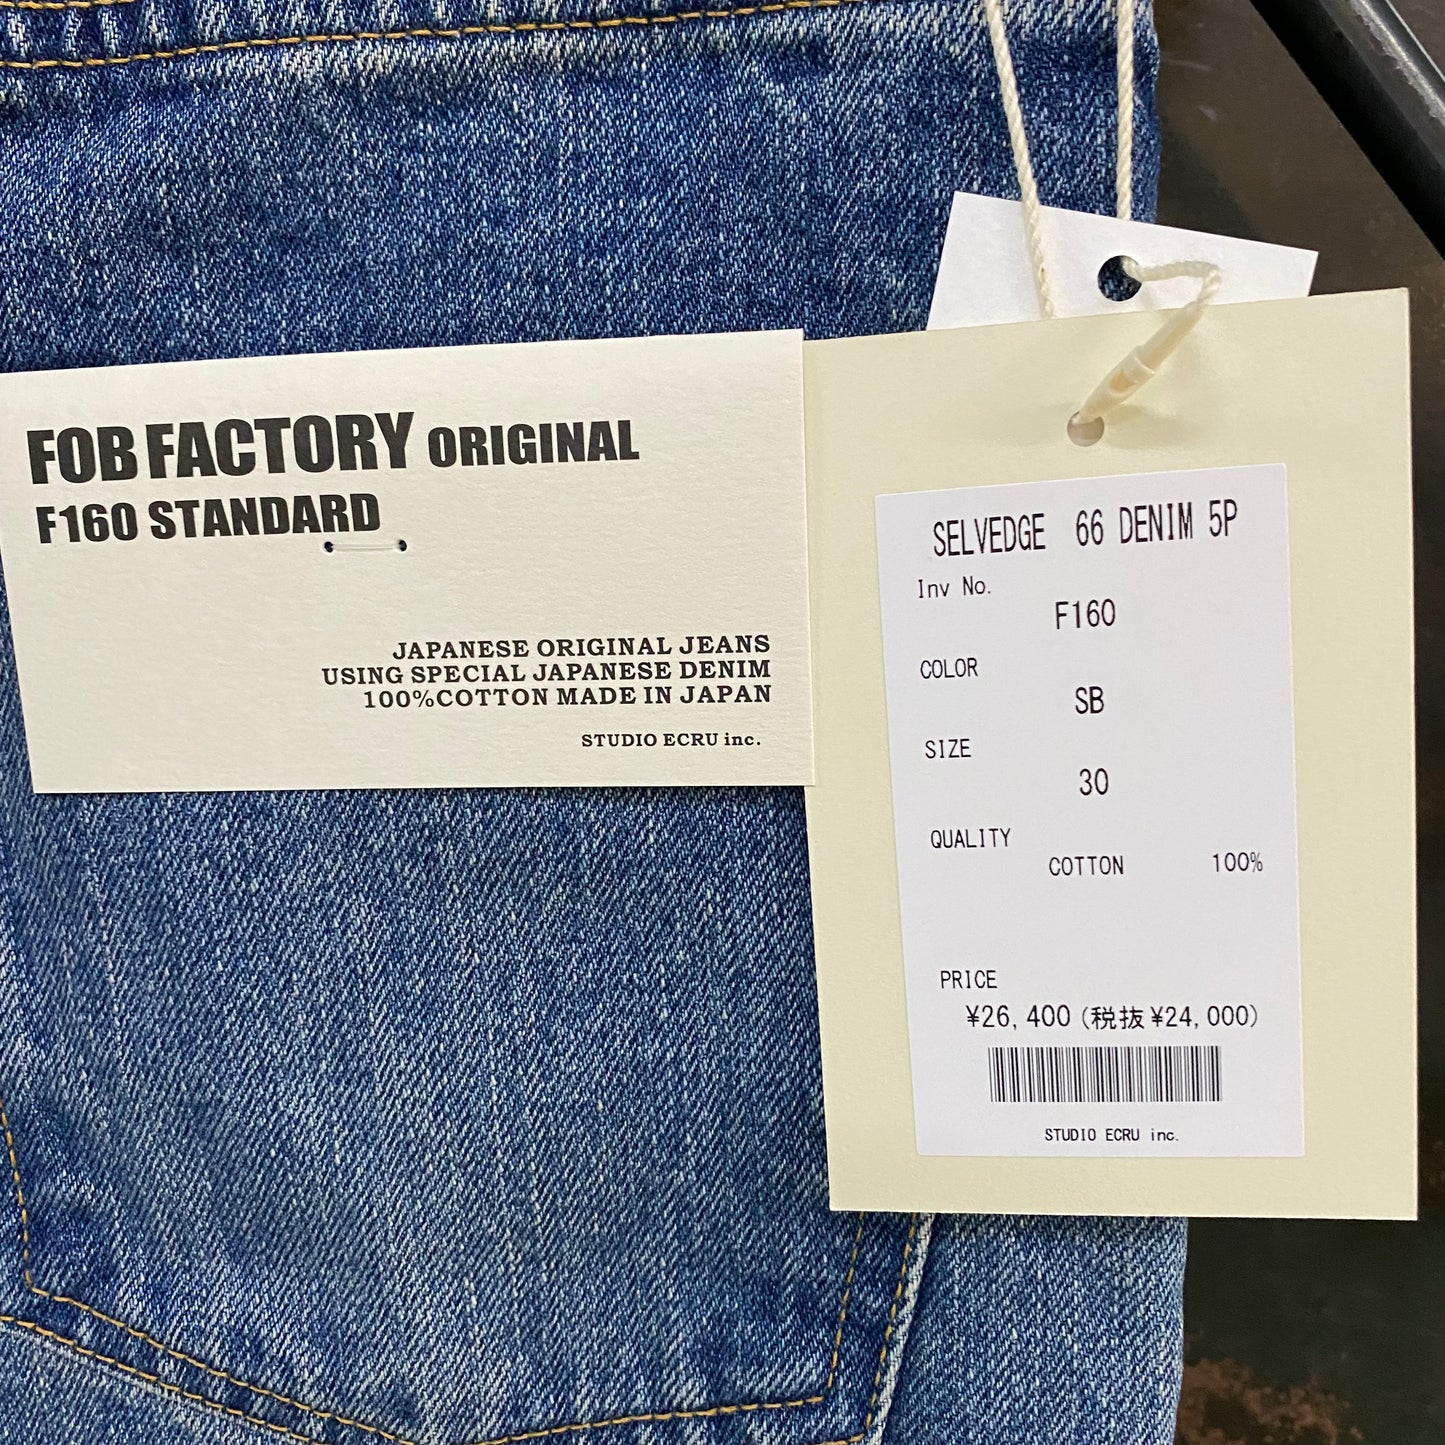 FOB FACTORY ORIGINAL
F160 STANDARD
JAPANESE ORIGINAL JEANS
USING SPECIAL JAPANESE DENIM
100%COTTON MADE IN JAPAN
STUDIO ECRU inc.
SELVEDGE 66 DENIM 5P
Inv No.
F160
COLOR
SB
SIZE
30
QUALITY
COTTON 100%
PRICE
¥26,400(税抜¥24,000)
STUDIO ECRU inc.